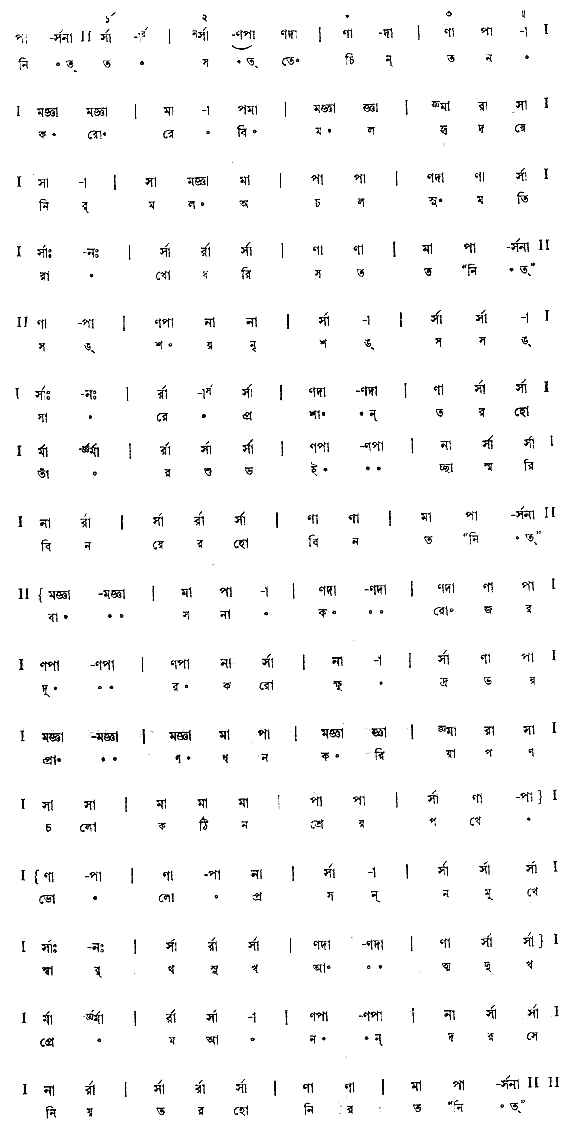 ১´ ২ ॰ ৩ ॥
পা -র্সনা II র্সা -র্র্সা | নর্সা -ণপা ণদা | ণা -দা | ণা পা -া I
নি ॰ত্ ত ॰ স ॰ত্ তে॰ চি ন্ ত ন ॰
I মজ্ঞা মজ্ঞা | মা -া পমা | মজ্ঞা জ্ঞা | জ্ঞমা রা সা I
ক॰ রো॰ রে ॰ বি॰ ম॰ ল হৃ দ য়ে
I সা -া | সা মজ্ঞা মা | পা পা | ণদা ণা র্সা I
নি র্ ম ল॰ অ চ ল সু॰ ম তি
I র্সাঃ -নঃ | র্সা র্রা র্সা | ণা ণা | মা পা -র্সনা II
রা ॰ খো ধ রি স ত ত "নি ॰ত্"
II ণা -পা | ণপা না না | র্সা -া | র্সা র্সা -া I
স ঙ্ শ॰ য় নৃ শ ঙ্ স স ঙ্
I র্সাঃ -নঃ | র্রা -র্সা র্সা | ণদা -ণদা | ণা র্সা র্সা I
সা ॰ রে ॰ প্র শা॰ ॰ন্ ত র হো
I র্মা -র্জ্ঞর্মা | র্রা র্সা র্সা | ণপা -ণপা | না র্সা র্সা I
তাঁ ॰ র শু ভ ই॰ ॰॰ চ্ছা স্ম রি
I না র্রা | র্সা র্রা র্সা | ণা ণা | মা পা -র্সনা II
বি ন য়ে র হো বি ন ত "নি ॰ত্"
II { মজ্ঞা -মজ্ঞা | মা পা -া | ণদা -ণদা | ণদা ণা পা I
বা॰ ॰॰ স না ॰ ক॰ ॰॰ রো॰ জ য়
I ণপা -ণপা | ণপা না র্সা | না -া | র্সা ণা পা I
দূ॰ ॰॰ র॰ ক রো ক্ষু ॰ দ্র ভ য়
I মজ্ঞা -মজ্ঞা | মজ্ঞা মা পা | মজ্ঞা জ্ঞা | জ্ঞমা রা সা I
প্রা॰ ॰॰ ণ॰ ধ ন ক॰ রি য়া প ণ
I সা সা | মা মা মা | পা পা | র্সা ণা -পা } I
চ লো ক ঠি ন শ্রে য় প থে ॰
I { ণা -পা | ণা -পা না | র্সা -া | র্সা র্সা র্সা I
ভো ॰ লো ॰ প্র স ন্ ন মু খে
I র্সাঃ -নঃ | র্সা র্রা র্সা | ণদা -ণদা | ণা র্সা র্সা } I
স্বা র্ থ সু খ আ॰ ॰॰ ত্ম দু খ
I র্মা -র্জ্ঞর্মা | র্রা র্সা -া | ণপা -ণপা | না র্সা র্সা I
প্রে ॰ ম আ ॰ ন॰ ॰ন্ দ র সে
I না র্রা | র্সা র্রা র্সা | ণা ণা | মা পা -র্সনা II II
নি য় ত র হো নি র ত "নি ॰ত্"